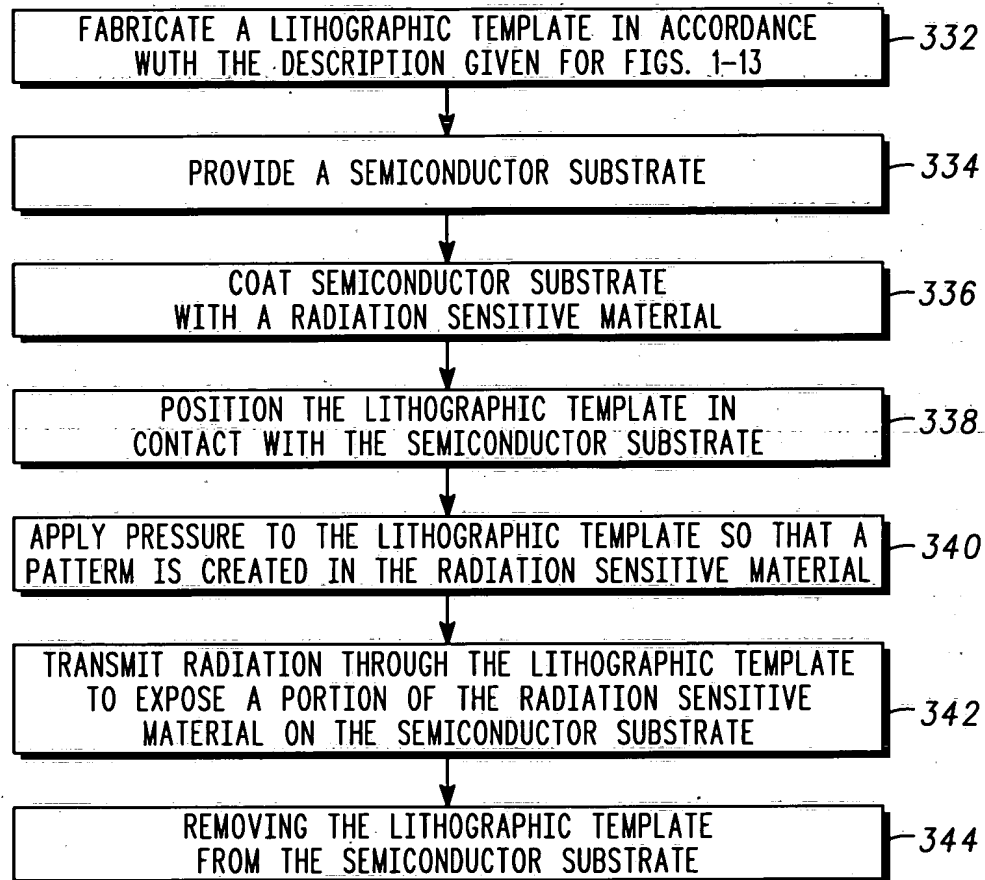 FABRICATE A LITHOGRAPHIC TEMPLATE IN ACCORDANCE
WUTH THE DESCRIPTION GIVEN FOR FIGS. 1-13
332
PROVIDE A SEMICONDUCTOR SUBSTRATE
334
COAT SEMICONDUCTOR SUBSTRATE
WITH A RADIATION SENSITIVE MATERIAL
336
POSITION THE LITHOGRAPHIC TEMPLATE IN
CONTACT WITH THE SEMICONDUCTOR SUBSTRATE
338
APPLY PRESSURE TO THE LITHOGRAPHIC TEMPLATE SO THAT A
PATTERM IS CREATED IN THE RADIATION SENSITIVE MATERIAL
340
TRANSMIT RADIATION THROUGH THE LITHOGRAPHIC TEMPLATE
TO EXPOSE A PORTION OF THE RADIATION SENSITIVE
MATERIAL ON THE SEMICONDUCTOR SUBSTRATE
342
REMOVING THE LITHOGRAPHIC TEMPLATE
FROM THE SEMICONDUCTOR SUBSTRATE
344